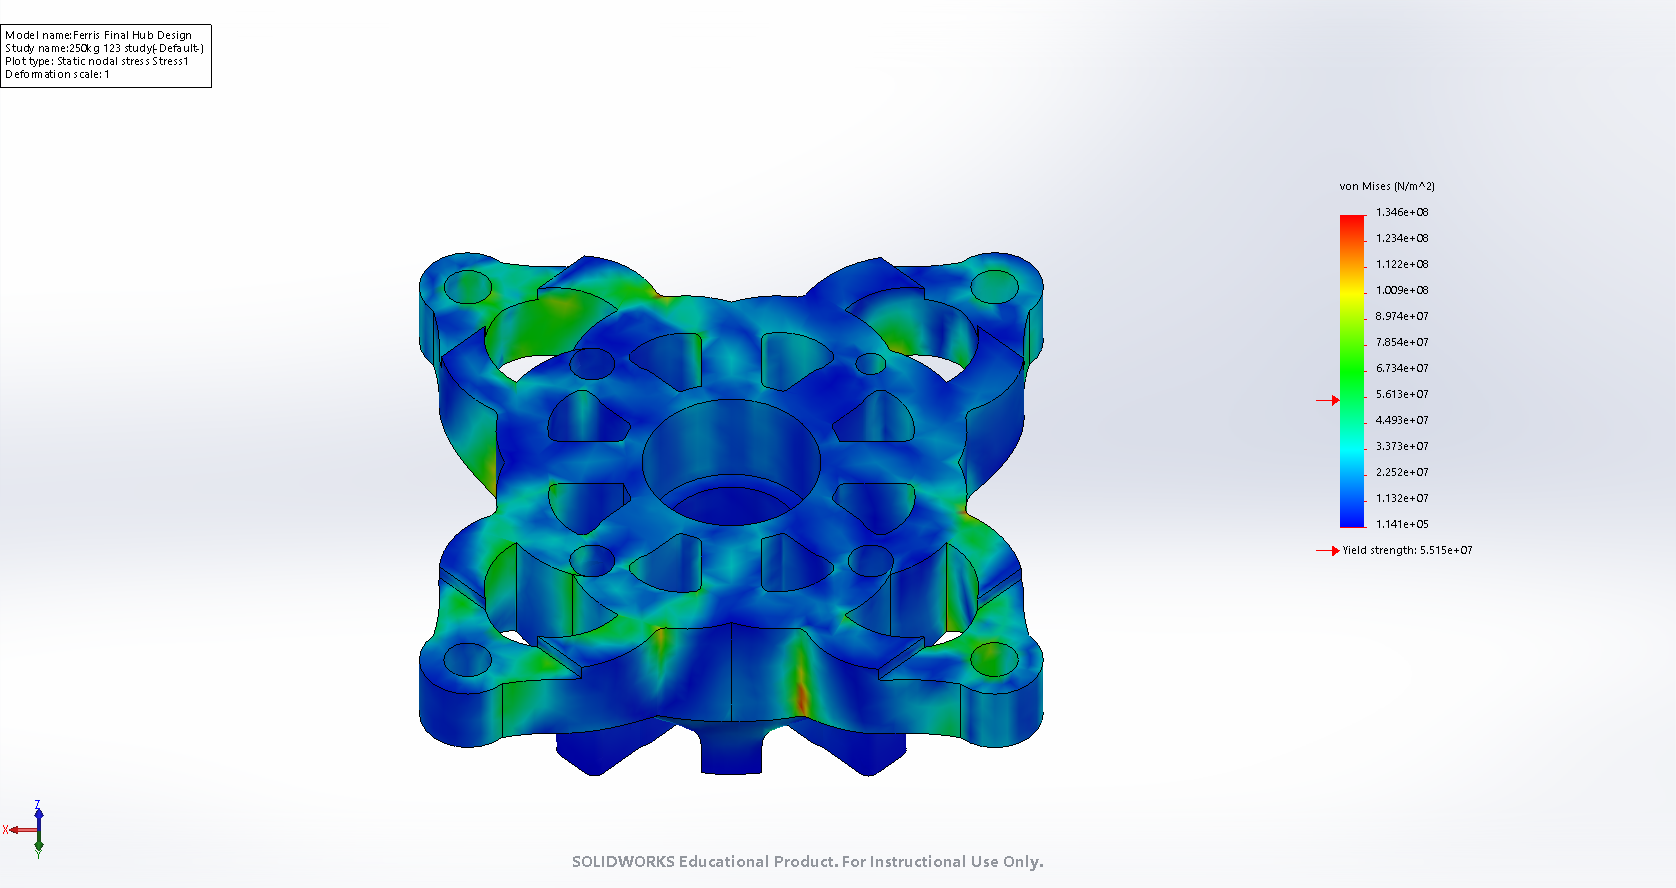 Model name:Ferris Final Hub Design
Study name:250kg 123 study(-Default-)
Plot type: Static nodal stress Stress1
Deformation scale: 1
von Mises (N/m^2)
1.346e+08
1.234e+08
1.122e+08
1.009e+08
8.974e+07
7.854e+07
6.734e+07
5.613e+07
4.493e+07
3.373e+07
2.252e+07
1.132e+07
1.141e+05
Yield strength: 5.515e+07
Z
X
Y
SOLIDWORKS Educational Product. For Instructional Use Only.